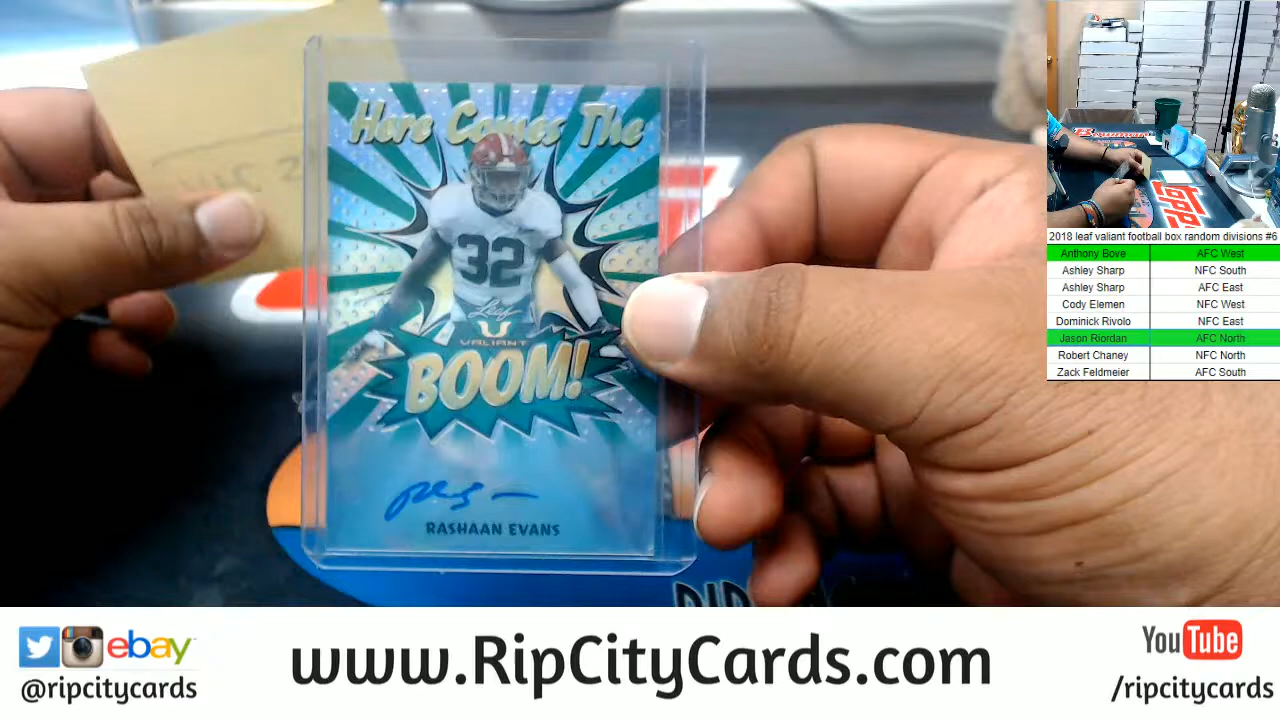 Here Comes The
32
Leaf
VALIANT
BOOM!
RASHAAN EVANS
TOPPS
2018 leaf valiant football box random divisions #6
Anthony Bove AFC West
Ashley Sharp NFC South
Ashley Sharp AFC East
Cody Elemen NFC West
Dominick Rivolo NFC East
Jason Riordan AFC North
Robert Chaney NFC North
Zack Feldmeier AFC South
ebay
@ripcitycards
www.RipCityCards.com
YouTube
/ripcitycards